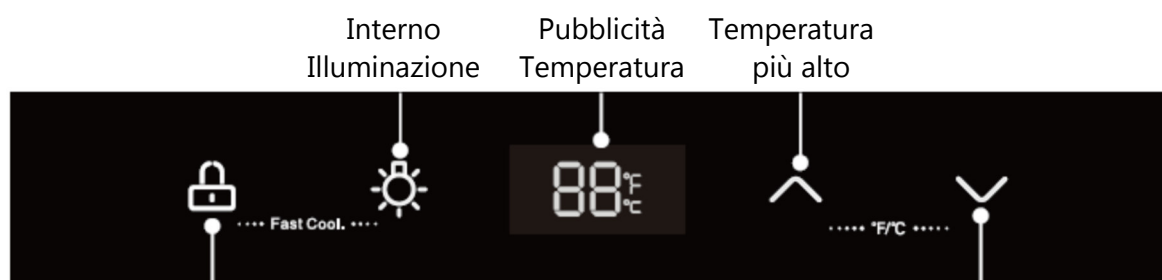 Interno Pubblicità Temperatura
Illuminazione Temperatura più alto
88 °F
°C
···· Fast Cool. ····
····· °F/°C ·····